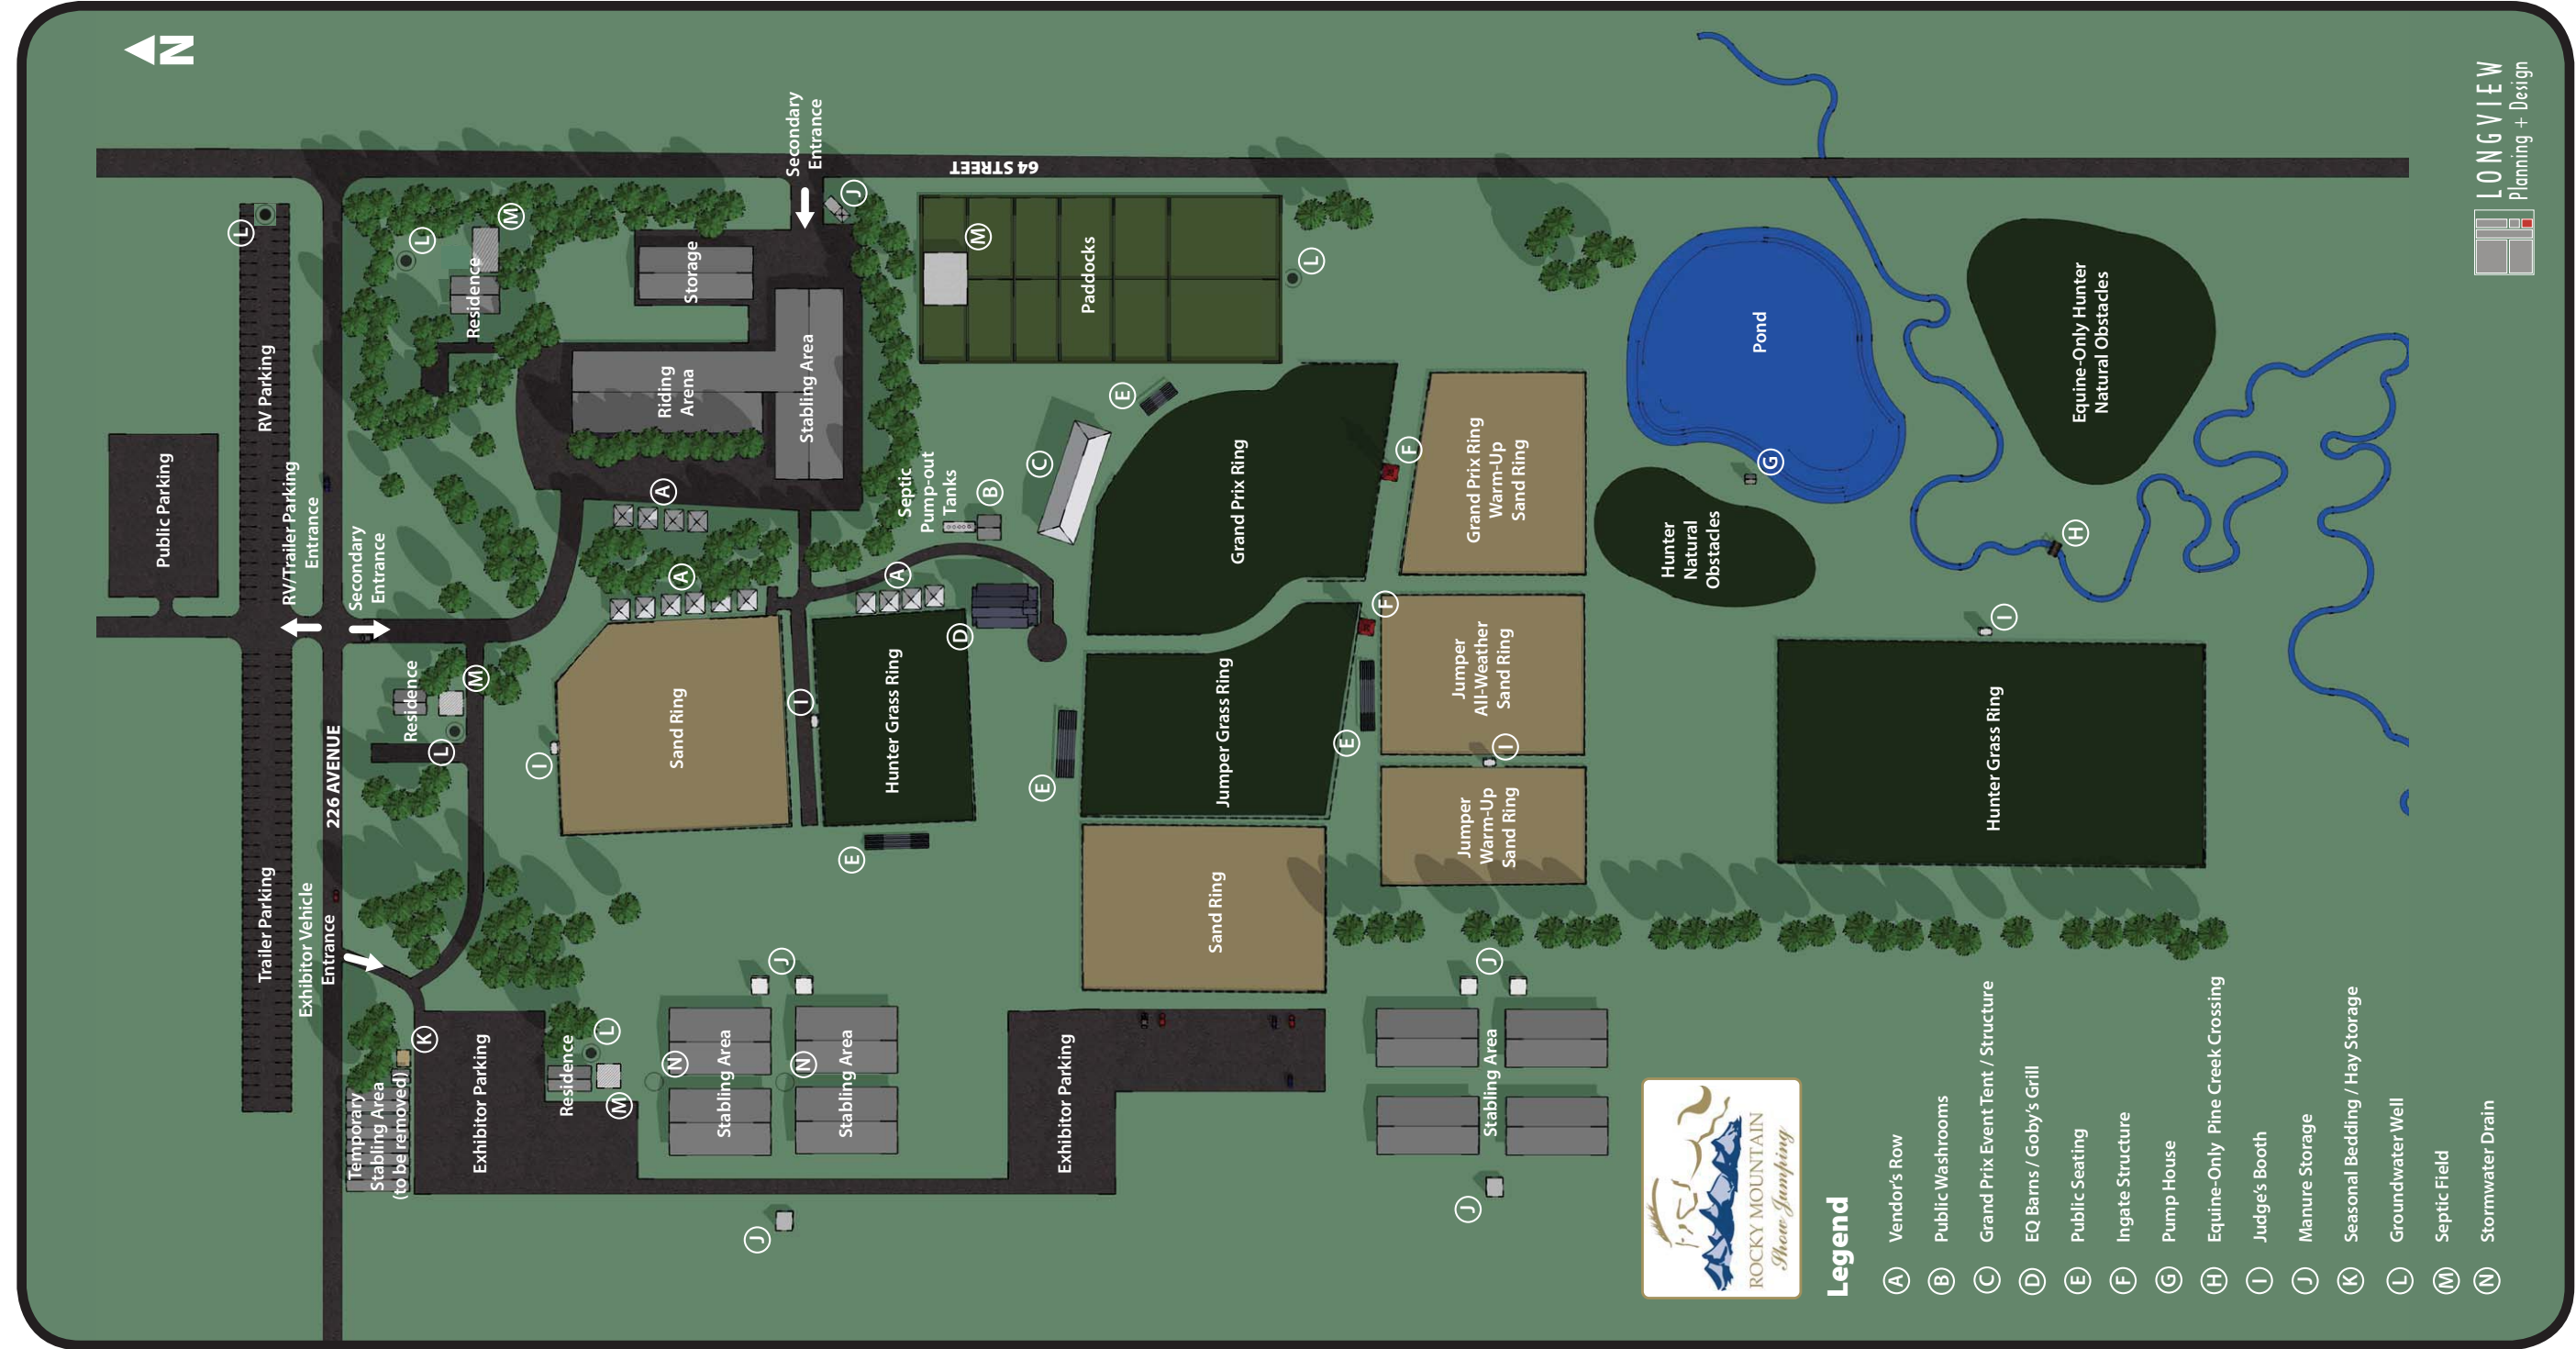 N
Public Parking
Trailer Parking
RV Parking
L
RV/Trailer Parking
Entrance
Exhibitor Vehicle
Entrance
226 AVENUE
Secondary
Entrance
Temporary
Stabling Area
(to be removed)
K
Residence
L
M
Residence
L
M
Exhibitor Parking
Residence
L
M
I
Sand Ring
A
A
Riding
Arena
Storage
Secondary
Entrance
J
Stabling Area
N
Stabling Area
N
J
J
I
Hunter Grass Ring
E
A
D
Septic
Pump-out
Tanks
B
Stabling Area
64 STREET
M
Paddocks
L
C
E
E
Exhibitor Parking
Sand Ring
Jumper Grass Ring
Grand Prix Ring
E
F
F
Jumper
Warm-Up
Sand Ring
I
Jumper
All-Weather
Sand Ring
Grand Prix Ring
Warm-Up
Sand Ring
J
Stabling Area
J
Hunter
Natural
Obstacles
G
Pond
I
Hunter Grass Ring
H
Equine-Only Hunter
Natural Obstacles
ROCKY MOUNTAIN
Show Jumping
Legend
A Vendor's Row
B Public Washrooms
C Grand Prix Event Tent / Structure
D EQ Barns / Goby's Grill
E Public Seating
F Ingate Structure
G Pump House
H Equine-Only Pine Creek Crossing
I Judge's Booth
J Manure Storage
K Seasonal Bedding / Hay Storage
L Groundwater Well
M Septic Field
N Stormwater Drain
LONGVIEW
Planning + Design